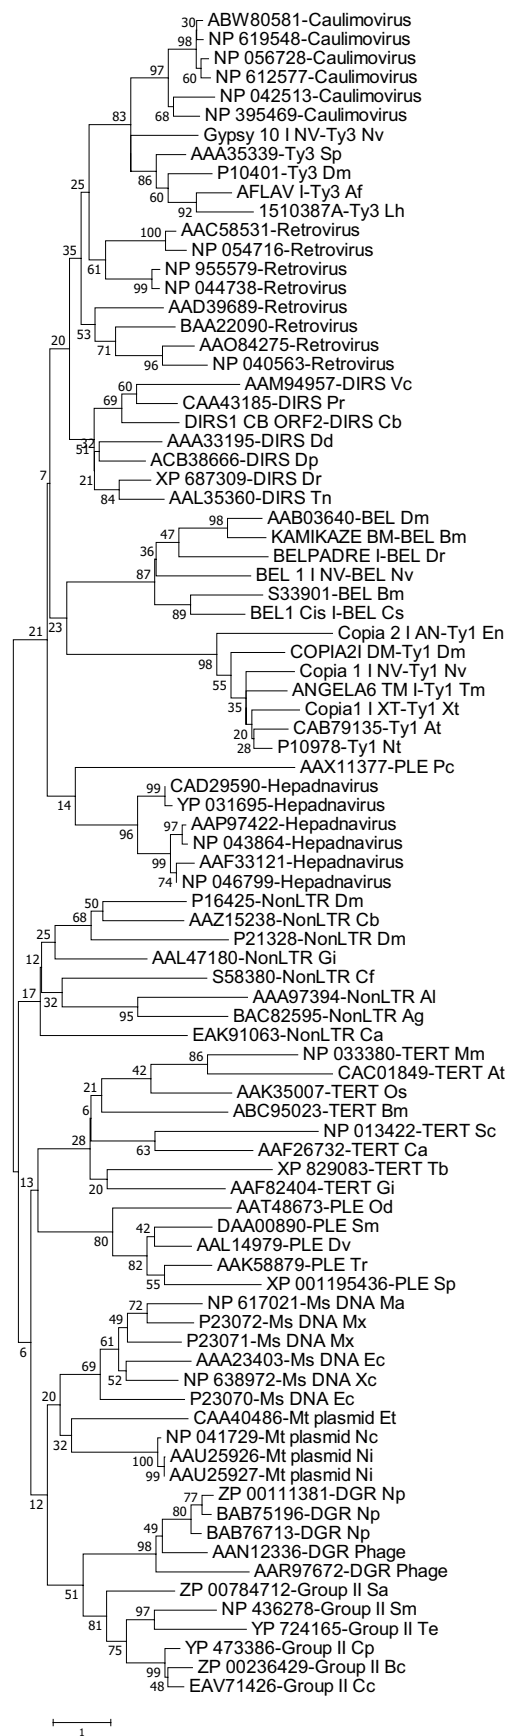 30 ABW80581-Caulimovirus
98 NP 619548-Caulimovirus
NP 056728-Caulimovirus
97 60 NP 612577-Caulimovirus
NP 042513-Caulimovirus
83 68 NP 395469-Caulimovirus
Gypsy 10 I NV-Ty3 Nv
AAA35339-Ty3 Sp
86 P10401-Ty3 Dm
25 60 AFLAV I-Ty3 Af
92 1510387A-Ty3 Lh
100 AAC58531-Retrovirus
35 NP 054716-Retrovirus
61 NP 955579-Retrovirus
99 NP 044738-Retrovirus
AAD39689-Retrovirus
53 BAA22090-Retrovirus
20 71 AAO84275-Retrovirus
96 NP 040563-Retrovirus
60 AAM94957-DIRS Vc
69 CAA43185-DIRS Pr
DIRS1 CB ORF2-DIRS Cb
32 AAA33195-DIRS Dd
51 ACB38666-DIRS Dp
7 21 XP 687309-DIRS Dr
84 AAL35360-DIRS Tn
98 AAB03640-BEL Dm
47 KAMIKAZE BM-BEL Bm
36 BELPADRE I-BEL Dr
87 BEL 1 I NV-BEL Nv
S33901-BEL Bm
89 BEL1 Cis I-BEL Cs
21 23 Copia 2 I AN-Ty1 En
98 COPIA2I DM-Ty1 Dm
55 Copia 1 I NV-Ty1 Nv
ANGELA6 TM I-Ty1 Tm
35 Copia1 I XT-Ty1 Xt
20 CAB79135-Ty1 At
28 P10978-Ty1 Nt
AAX11377-PLE Pc
14 99 CAD29590-Hepadnavirus
YP 031695-Hepadnavirus
96 97 AAP97422-Hepadnavirus
NP 043864-Hepadnavirus
99 AAF33121-Hepadnavirus
74 NP 046799-Hepadnavirus
50 P16425-NonLTR Dm
68 AAZ15238-NonLTR Cb
25 P21328-NonLTR Dm
12 AAL47180-NonLTR Gi
S58380-NonLTR Cf
17 32 AAA97394-NonLTR Al
95 BAC82595-NonLTR Ag
EAK91063-NonLTR Ca
86 NP 033380-TERT Mm
42 CAC01849-TERT At
21 AAK35007-TERT Os
6 ABC95023-TERT Bm
28 NP 013422-TERT Sc
63 AAF26732-TERT Ca
13 XP 829083-TERT Tb
20 AAF82404-TERT Gi
AAT48673-PLE Od
80 42 DAA00890-PLE Sm
AAL14979-PLE Dv
82 AAK58879-PLE Tr
55 XP 001195436-PLE Sp
72 NP 617021-Ms DNA Ma
49 P23072-Ms DNA Mx
6 61 P23071-Ms DNA Mx
69 AAA23403-Ms DNA Ec
52 NP 638972-Ms DNA Xc
20 P23070-Ms DNA Ec
CAA40486-Mt plasmid Et
32 NP 041729-Mt plasmid Nc
100 AAU25926-Mt plasmid Ni
99 AAU25927-Mt plasmid Ni
12 77 ZP 00111381-DGR Np
80 BAB75196-DGR Np
49 BAB76713-DGR Np
98 AAN12336-DGR Phage
AAR97672-DGR Phage
51 ZP 00784712-Group II Sa
81 97 NP 436278-Group II Sm
YP 724165-Group II Te
75 YP 473386-Group II Cp
99 ZP 00236429-Group II Bc
48 EAV71426-Group II Cc
1